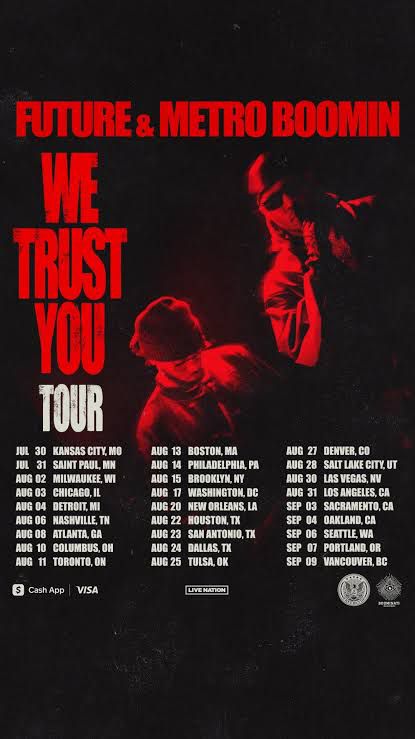 FUTURE & METRO BOOMIN
WE
TRUST
YOU
TOUR
JUL 30 KANSAS CITY, MO
JUL 31 SAINT PAUL, MN
AUG 02 MILWAUKEE, WI
AUG 03 CHICAGO, IL
AUG 04 DETROIT, MI
AUG 06 NASHVILLE, TN
AUG 08 ATLANTA, GA
AUG 10 COLUMBUS, OH
AUG 11 TORONTO, ON
AUG 13 BOSTON, MA
AUG 14 PHILADELPHIA, PA
AUG 15 BROOKLYN, NY
AUG 17 WASHINGTON, DC
AUG 20 NEW ORLEANS, LA
AUG 22 HOUSTON, TX
AUG 23 SAN ANTONIO, TX
AUG 24 DALLAS, TX
AUG 25 TULSA, OK
AUG 27 DENVER, CO
AUG 28 SALT LAKE CITY, UT
AUG 30 LAS VEGAS, NV
AUG 31 LOS ANGELES, CA
SEP 03 SACRAMENTO, CA
SEP 04 OAKLAND, CA
SEP 06 SEATTLE, WA
SEP 07 PORTLAND, OR
SEP 09 VANCOUVER, BC
$ Cash App | VISA
LIVE NATION
BOOMINATI